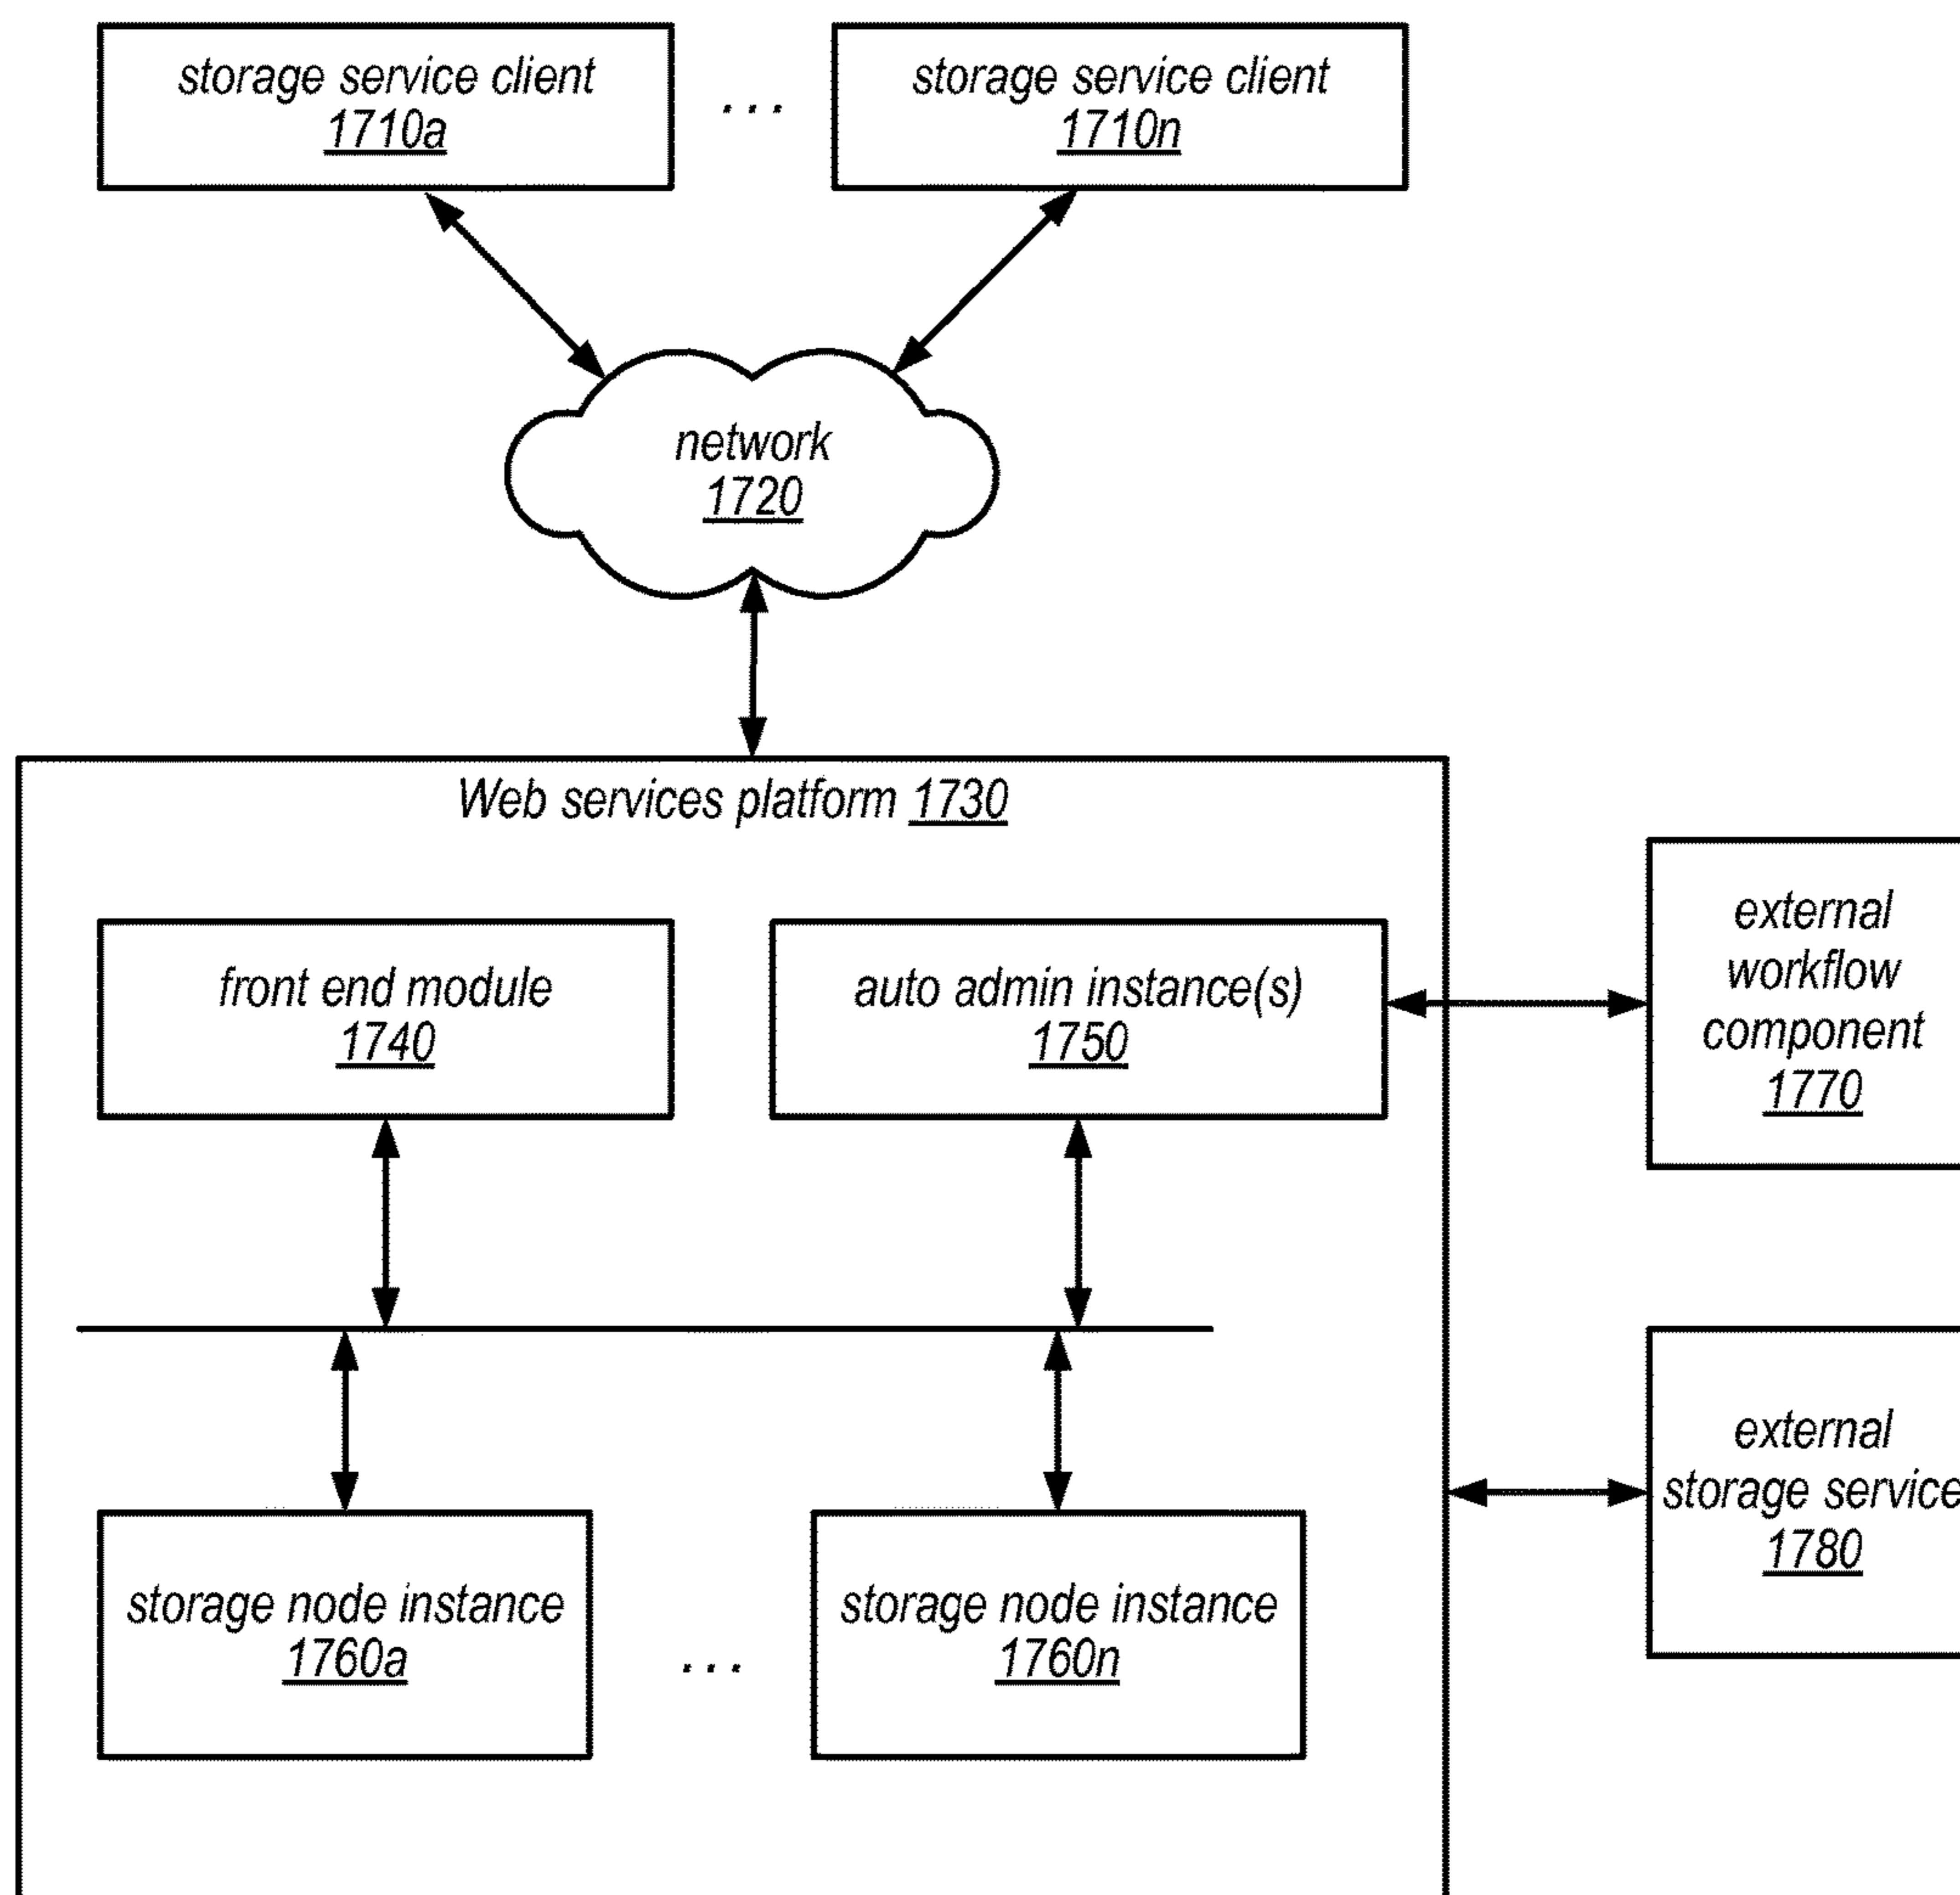 storage service client
1710a
...
storage service client
1710n
network
1720
Web services platform 1730
front end module
1740
auto admin instance(s)
1750
external
workflow
component
1770
external
storage service
1780
storage node instance
1760a
...
storage node instance
1760n